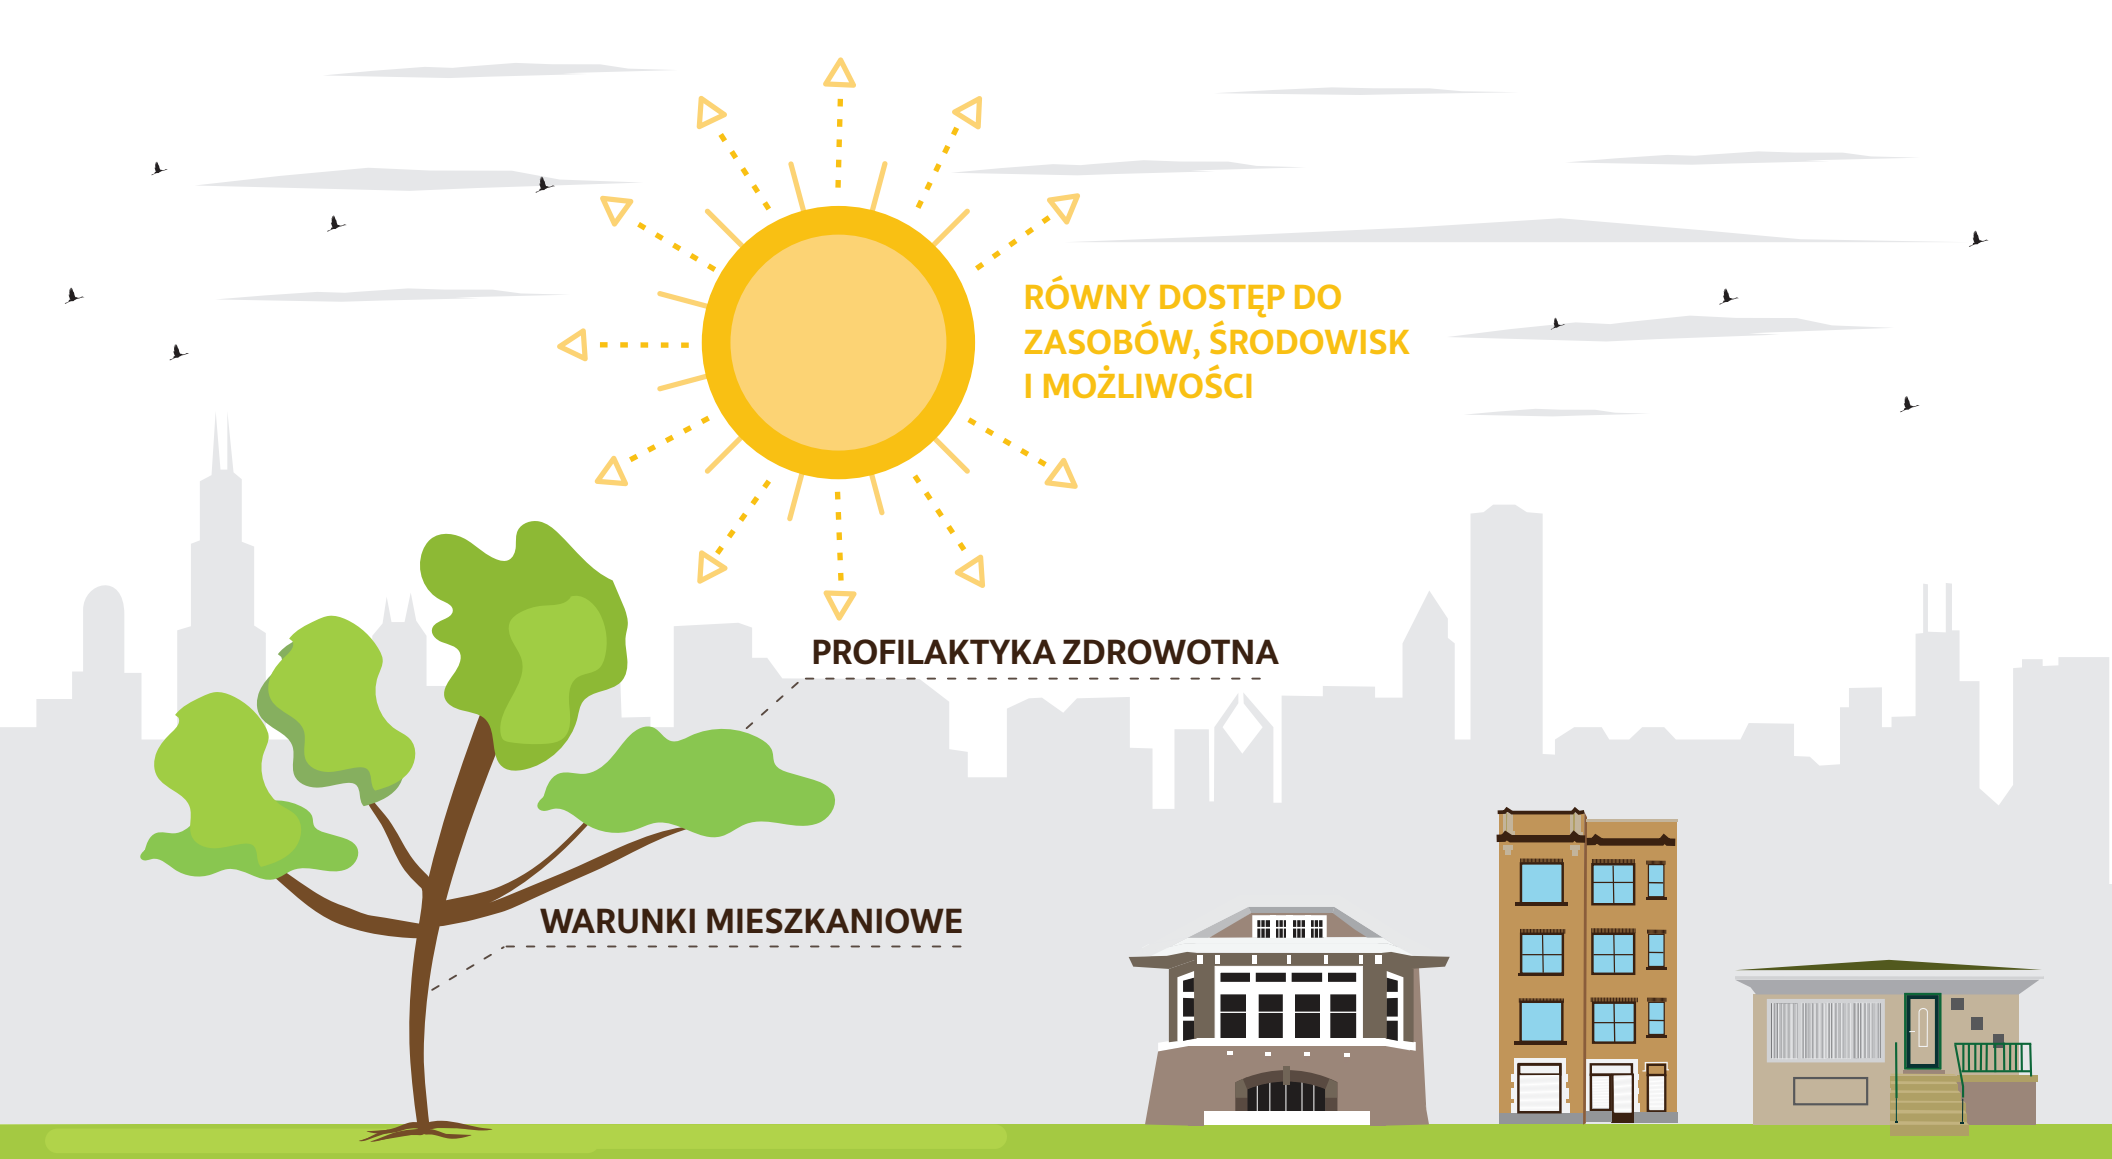 RÓWNY DOSTĘP DO
ZASOBÓW, ŚRODOWISK
I MOŻLIWOŚCI
PROFILAKTYKA ZDROWOTNA
WARUNKI MIESZKANIOWE